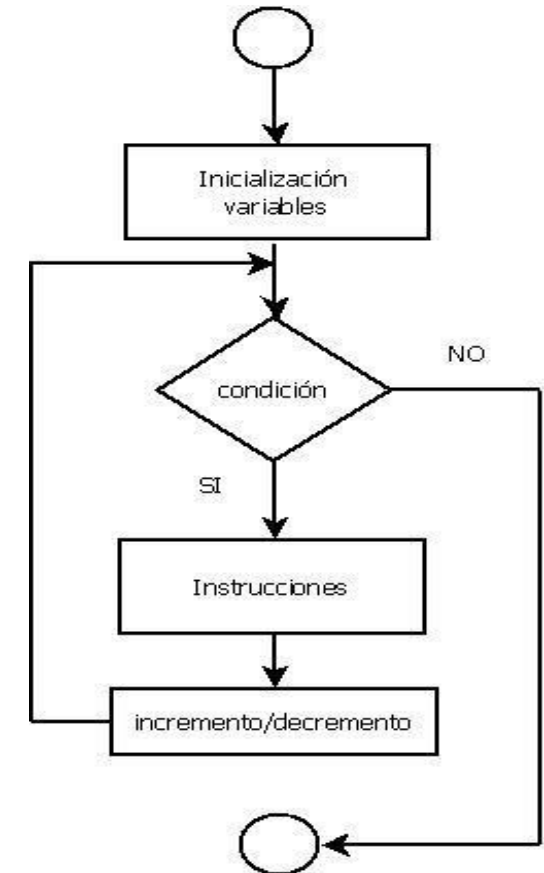 Inicialización
variables
condición
NO
SI
Instrucciones
incremento/decremento